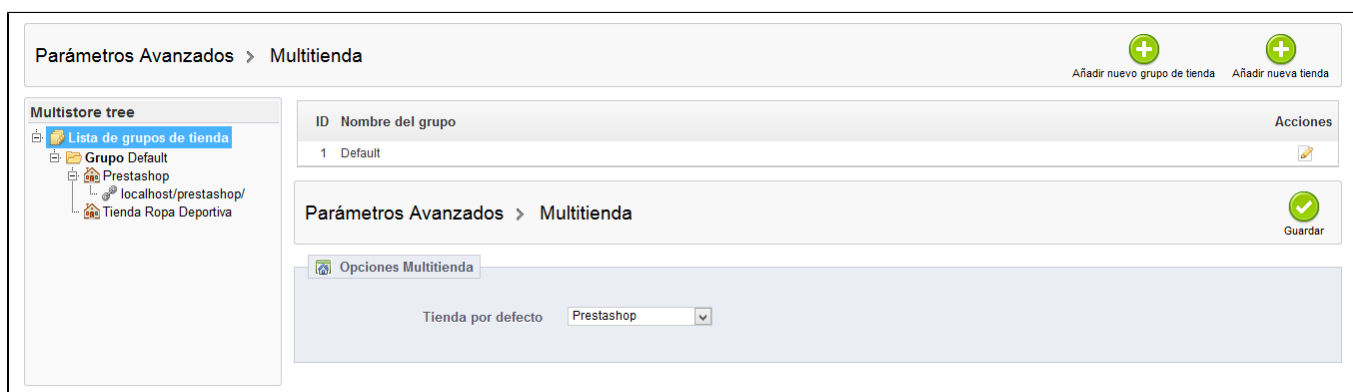 Parámetros Avanzados > Multitienda
Añadir nuevo grupo de tienda
Añadir nueva tienda
Multistore tree
Lista de grupos de tienda
Grupo Default
Prestashop
localhost/prestashop/
Tienda Ropa Deportiva
ID Nombre del grupo Acciones
1 Default
Parámetros Avanzados > Multitienda
Guardar
Opciones Multitienda
Tienda por defecto Prestashop